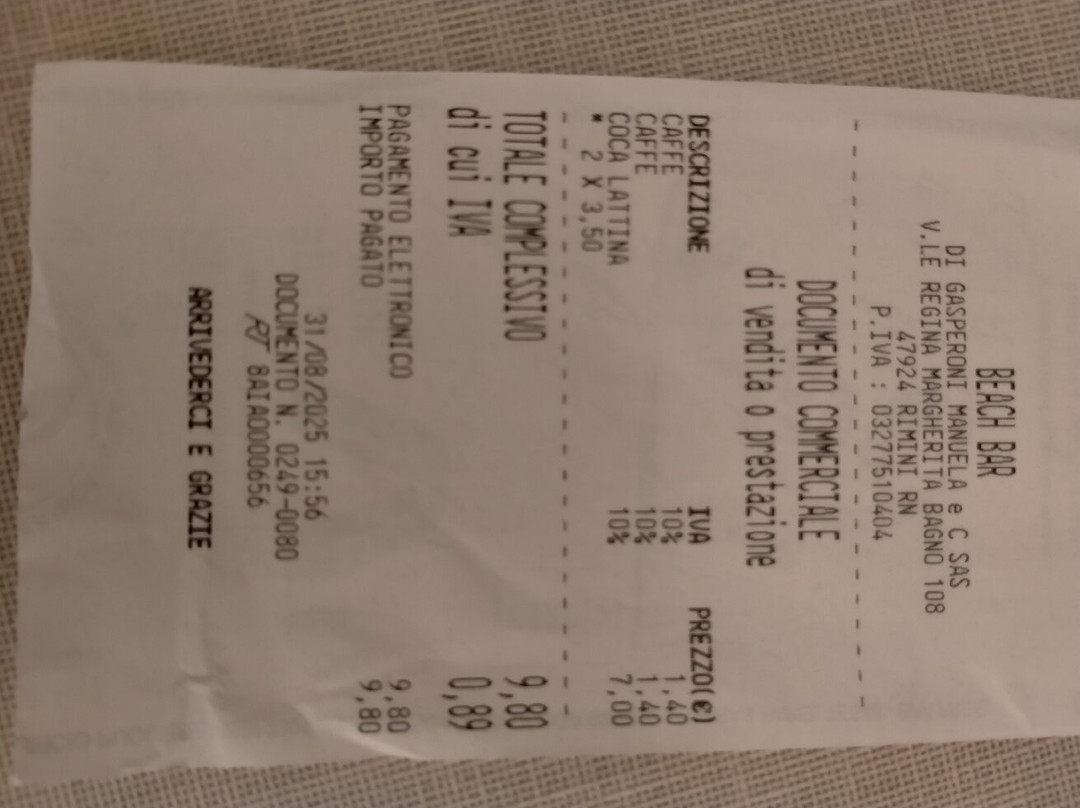 BEACH BAR
DI GASPERONI MANUELA e C SAS
V.LE REGINA MARGHERITA BAGNO 108
47924 RIMINI RN
P.IVA : 03277510404
DOCUMENTO COMMERCIALE
di vendita o prestazione
DESCRIZIONE IVA PREZZO(€)
CAFFE 10% 1,40
CAFFE 10% 1,40
COCA LATTINA 10% 7,00
* 2 X 3,50
TOTALE COMPLESSIVO 9,80
di cui IVA 0,89
PAGAMENTO ELETTRONICO 9,80
IMPORTO PAGATO 9,80
31/08/2025 15:56
DOCUMENTO N. 0249-0080
RT 8AIA0000656
ARRIVEDERCI E GRAZIE